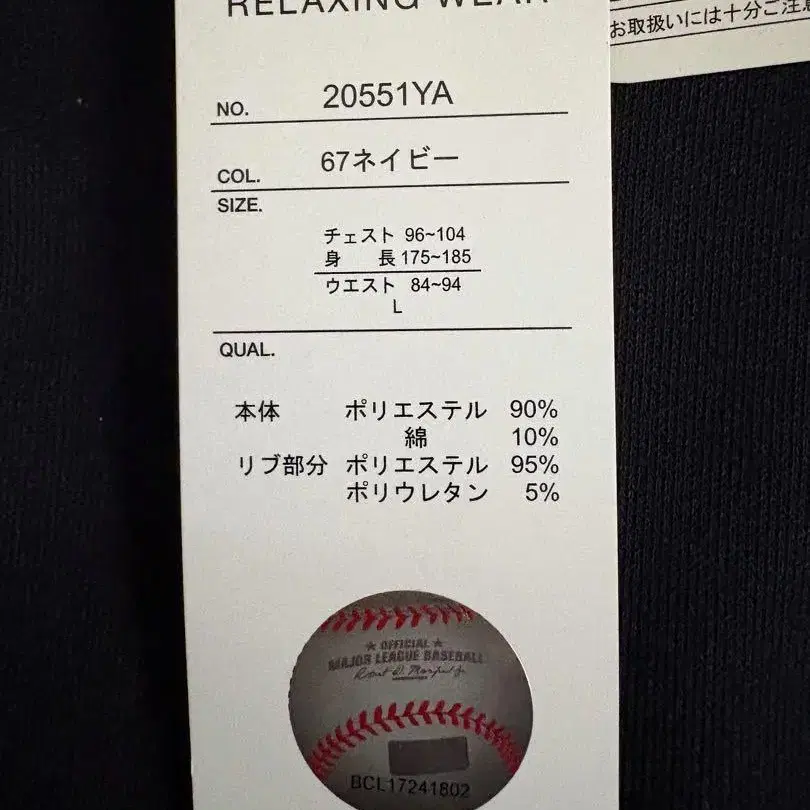 RELAXING WEAR
お取扱いには十分ご注意
NO. 20551YA
COL. 67ネイビー
SIZE.
チェスト 96~104
身 長 175~185
ウエスト 84~94
L
QUAL.
本体 ポリエステル 90%
綿 10%
リブ部分 ポリエステル 95%
ポリウレタン 5%
★ OFFICIAL ★
MAJOR LEAGUE BASEBALL
BCL17241802